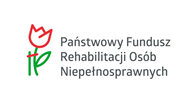 Państwowy Fundusz
Rehabilitacji Osób
Niepełnosprawnych